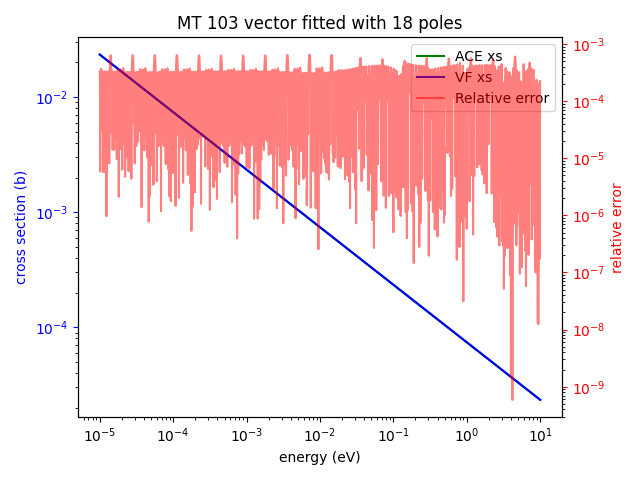 MT 103 vector fitted with 18 poles
ACE xs
VF xs
Relative error
cross section (b)
10⁻²
10⁻³
10⁻⁴
10⁻³
10⁻⁴
10⁻⁵
10⁻⁶
10⁻⁷
10⁻⁸
10⁻⁹
relative error
10⁻⁵ 10⁻⁴ 10⁻³ 10⁻² 10⁻¹ 10⁰ 10¹
energy (eV)